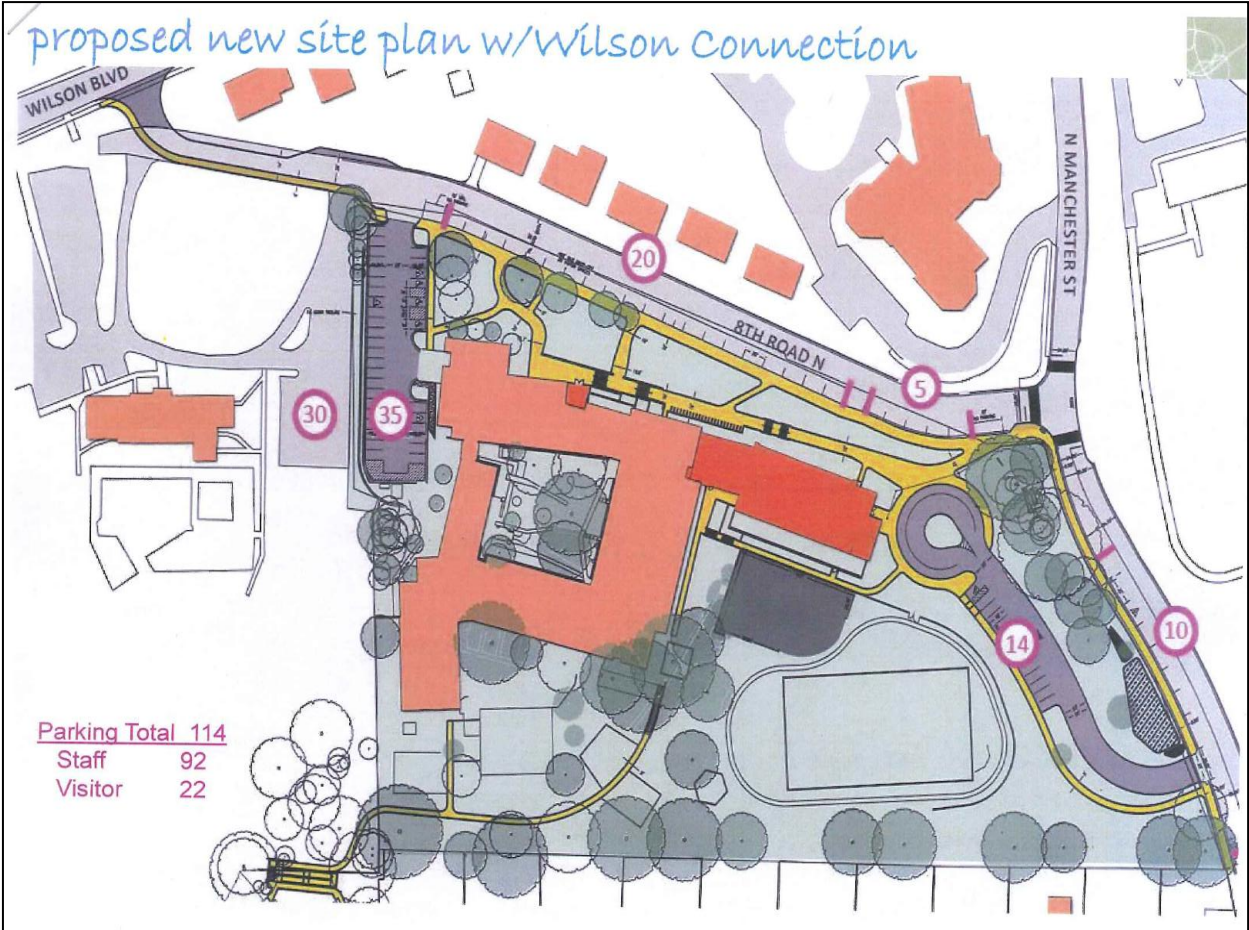 proposed new site plan w/Wilson Connection
WILSON BLVD
N MANCHESTER ST
20
8TH ROAD N
5
30
35
14
10
Parking Total 114
Staff 92
Visitor 22